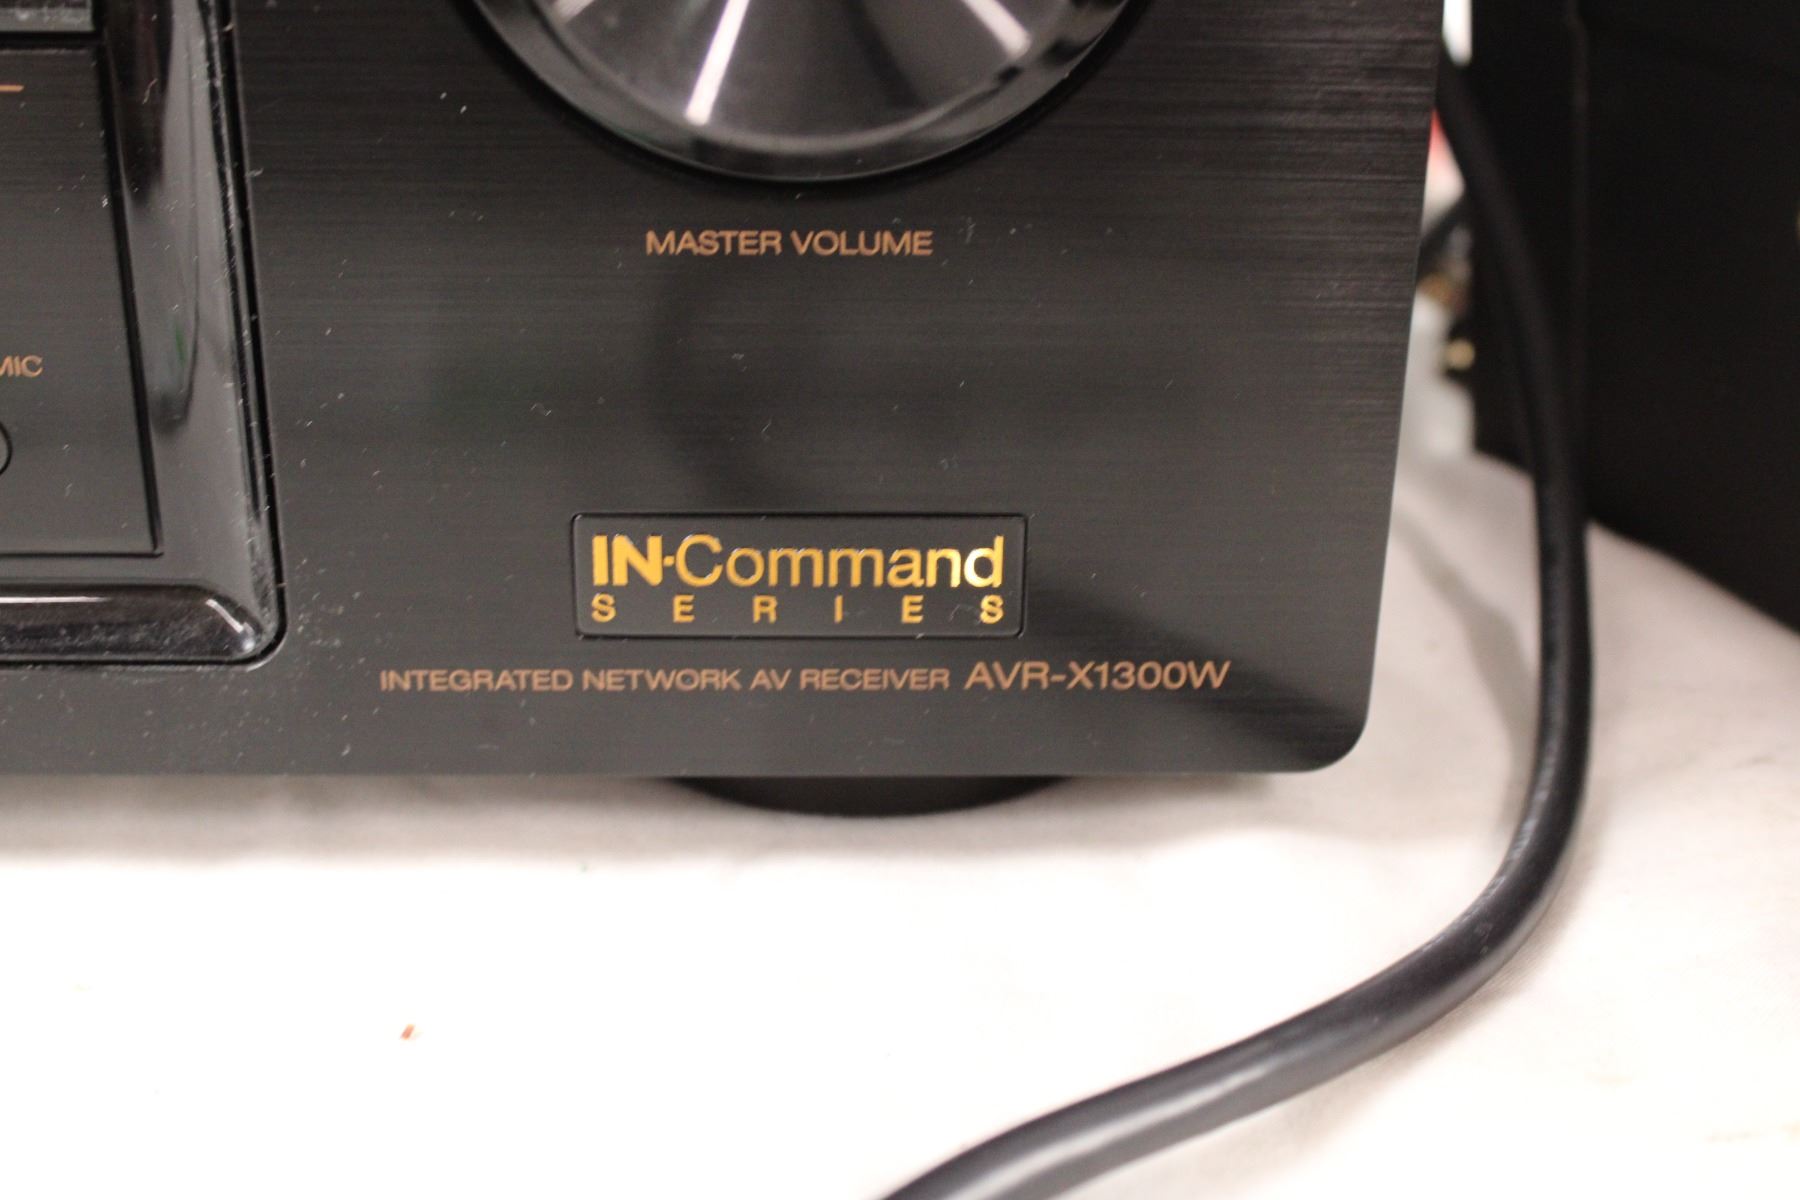 MASTER VOLUME
MIC
IN·Command
SERIES
INTEGRATED NETWORK AV RECEIVER AVR-X1300W